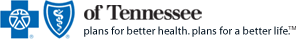 of Tennessee
plans for better health. plans for a better life.™